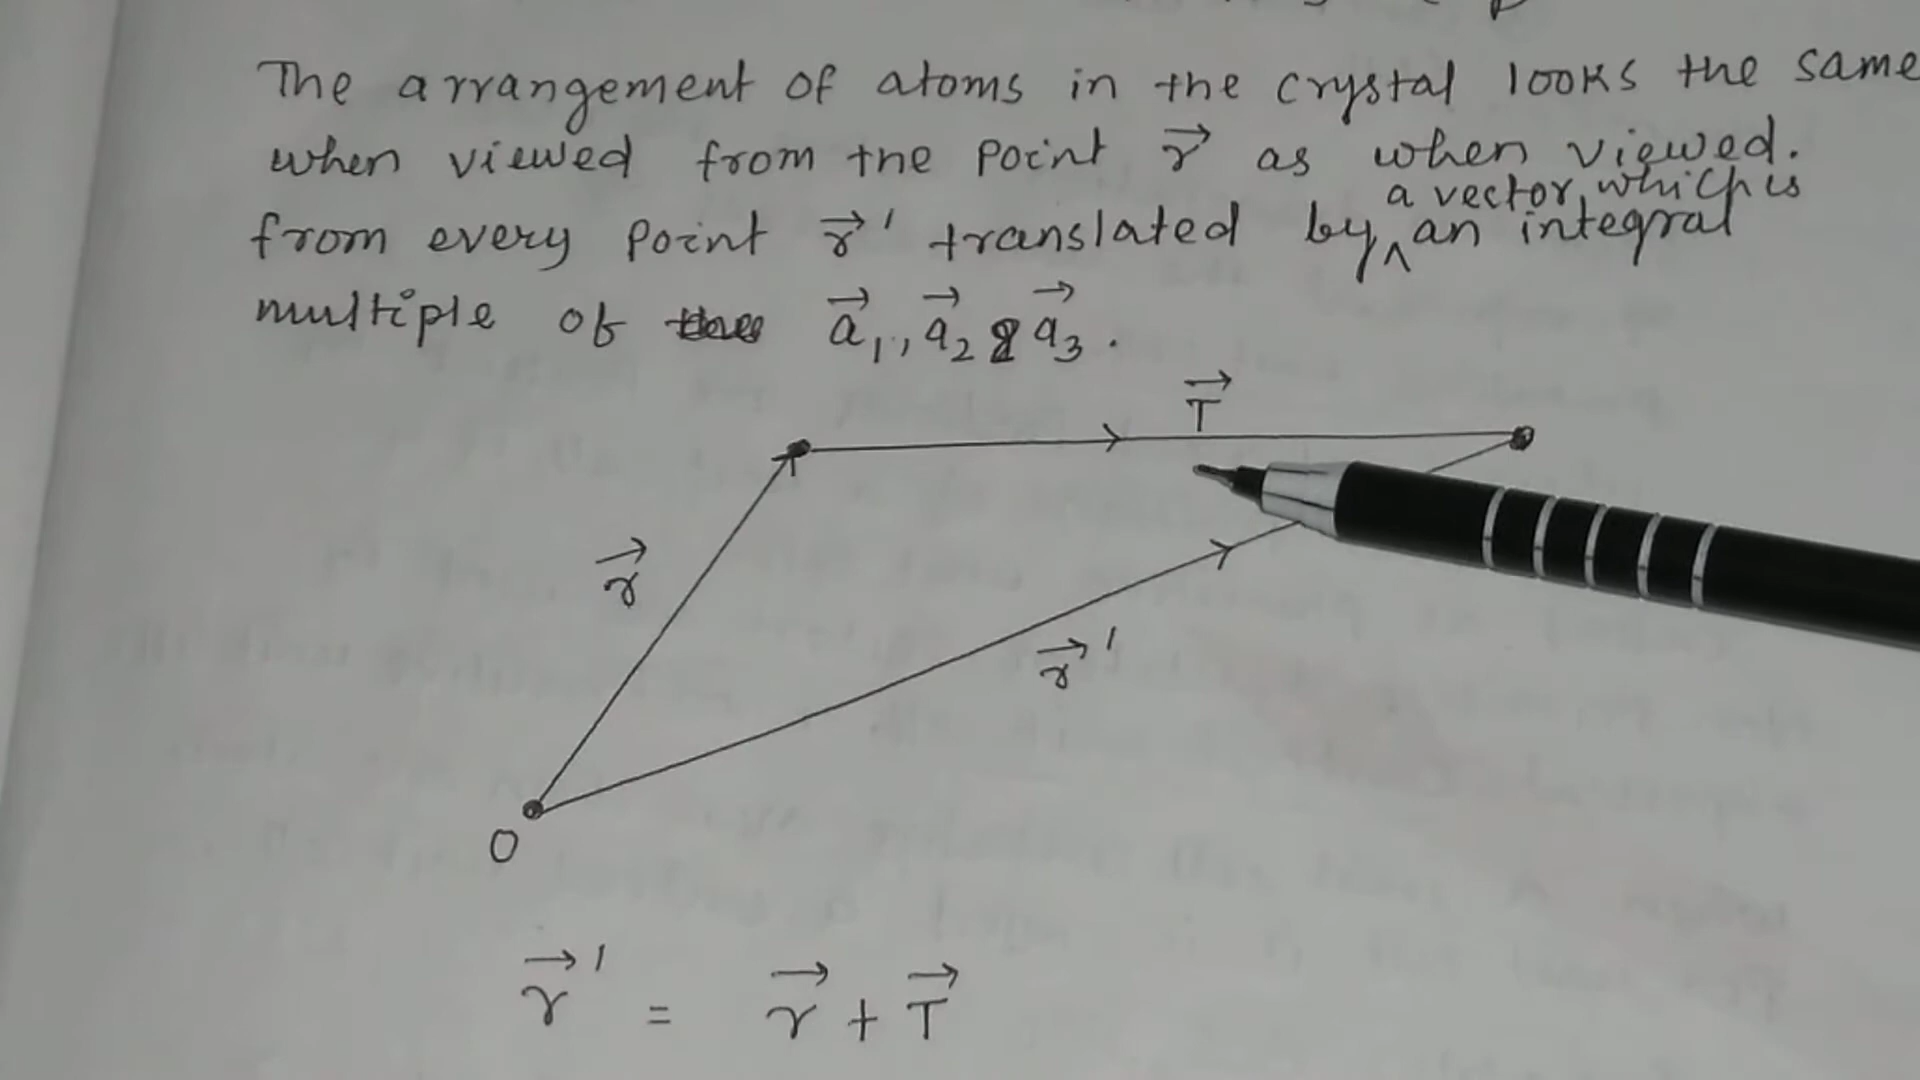 The arrangement of atoms in the crystal looks the same
when viewed from the point r⃗ as when viewed.
a vector, which is
from every point r⃗ ' translated by ^ an integral
multiple of a⃗₁, a⃗₂ & a⃗₃.
T⃗
r⃗
r⃗ '
O
r⃗ ' = r⃗ + T⃗